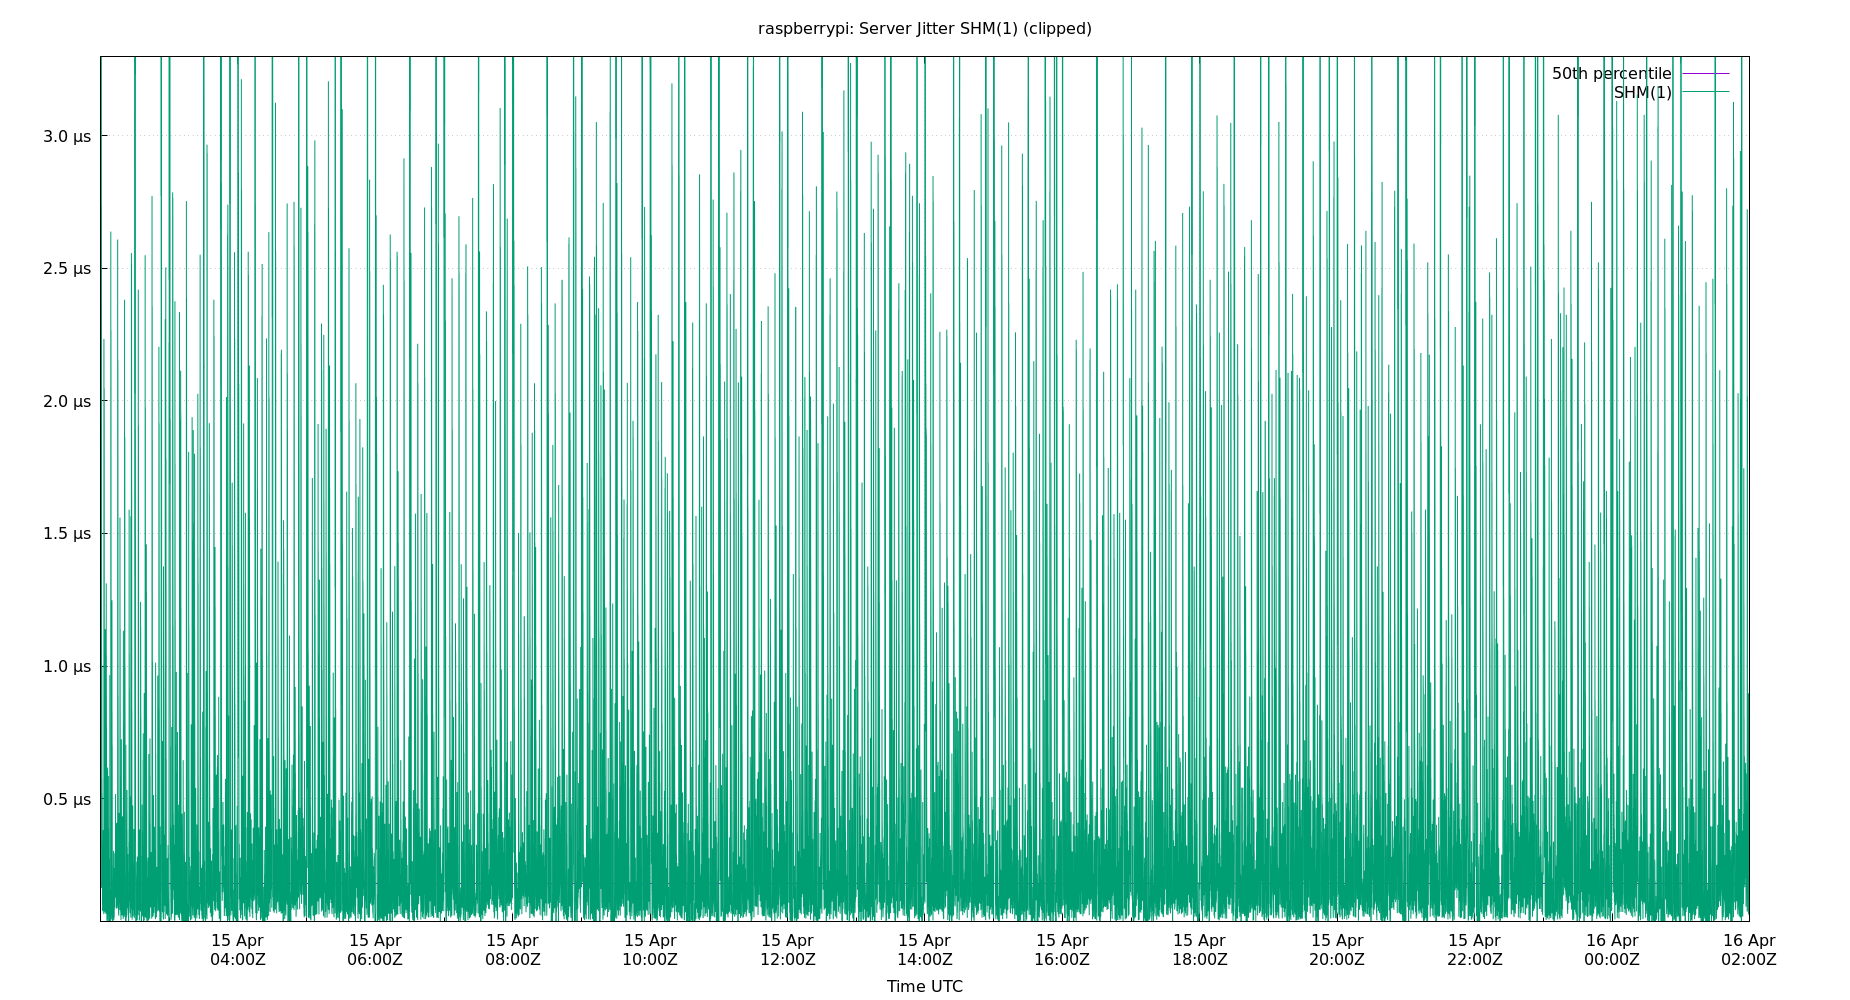 raspberrypi: Server Jitter SHM(1) (clipped)
50th percentile
SHM(1)
3.0 µs
2.5 µs
2.0 µs
1.5 µs
1.0 µs
0.5 µs
15 Apr 15 Apr 15 Apr 15 Apr 15 Apr 15 Apr 15 Apr 15 Apr 15 Apr 15 Apr 16 Apr 16 Apr
04:00Z 06:00Z 08:00Z 10:00Z 12:00Z 14:00Z 16:00Z 18:00Z 20:00Z 22:00Z 00:00Z 02:00Z
Time UTC